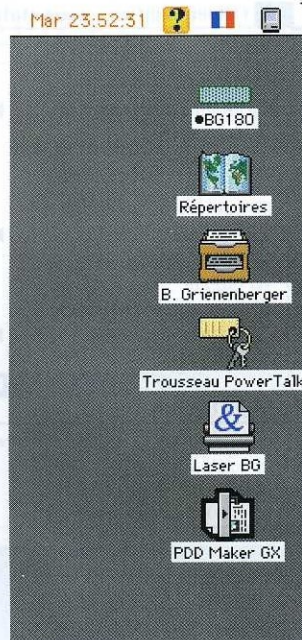 Mar 23:52:31
●BG180
Répertoires
B. Grienenberger
Trousseau PowerTalk
&
Laser BG
PDD Maker GX